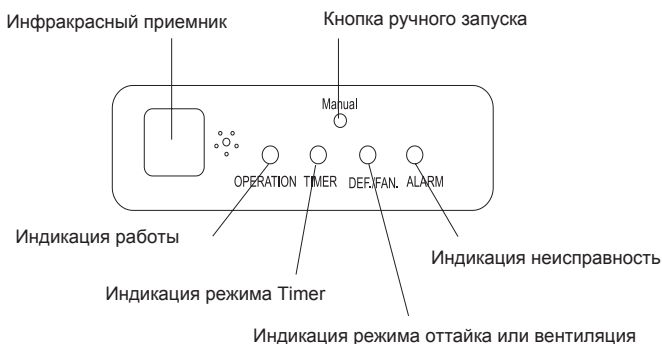 Инфракрасный приемник
Кнопка ручного запуска
Manual
OPERATION TIMER DEF./FAN. ALARM
Индикация работы
Индикация неисправность
Индикация режима Timer
Индикация режима оттайка или вентиляция